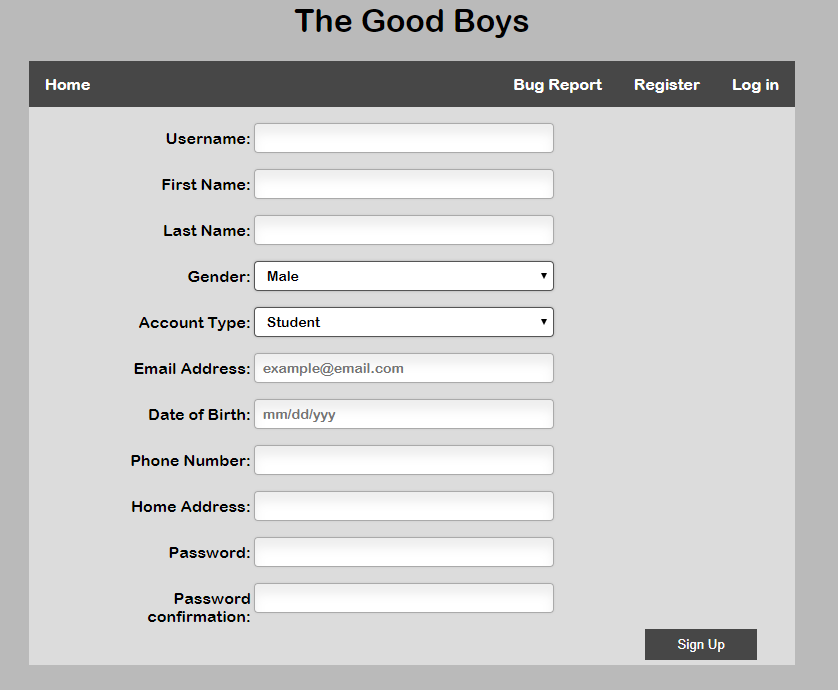 The Good Boys
Home Bug Report Register Log in
Username:
First Name:
Last Name:
Gender: Male
Account Type: Student
Email Address: example@email.com
Date of Birth: mm/dd/yyy
Phone Number:
Home Address:
Password:
Password
confirmation:
Sign Up